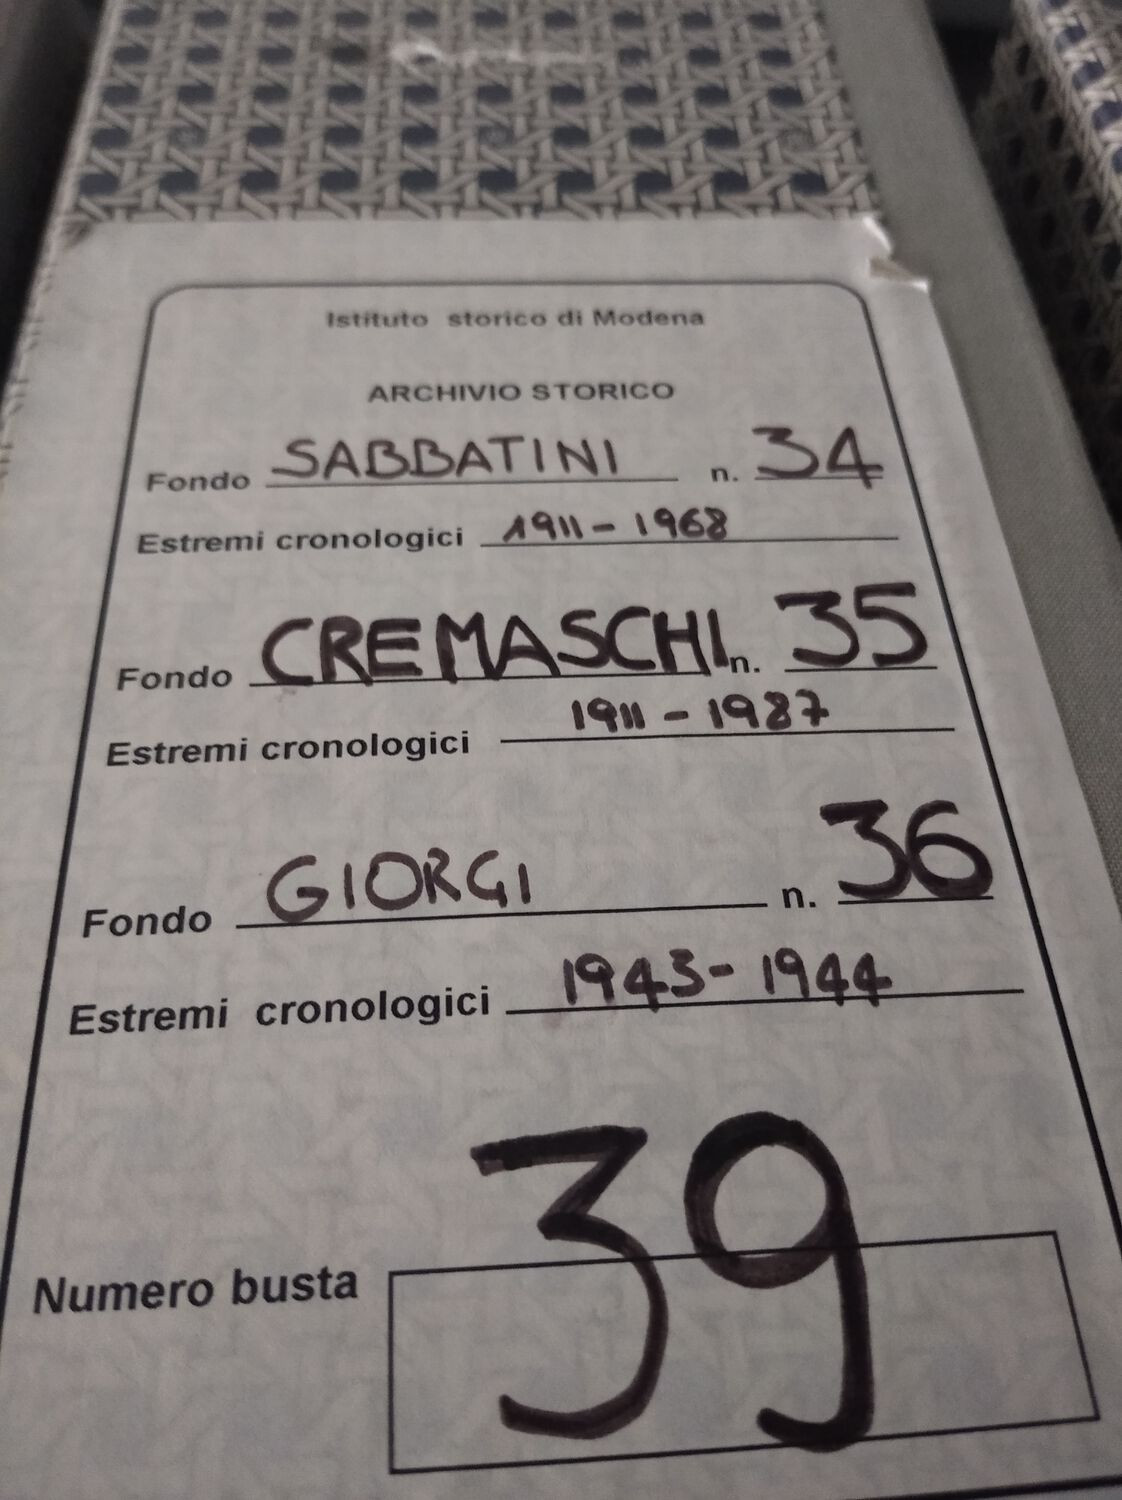 Istituto storico di Modena
ARCHIVIO STORICO
Fondo SABBATINI n. 34
Estremi cronologici 1911 - 1968
Fondo CREMASCHI n. 35
Estremi cronologici 1911 - 1987
Fondo GIORGI n. 36
Estremi cronologici 1943 - 1944
Numero busta 39